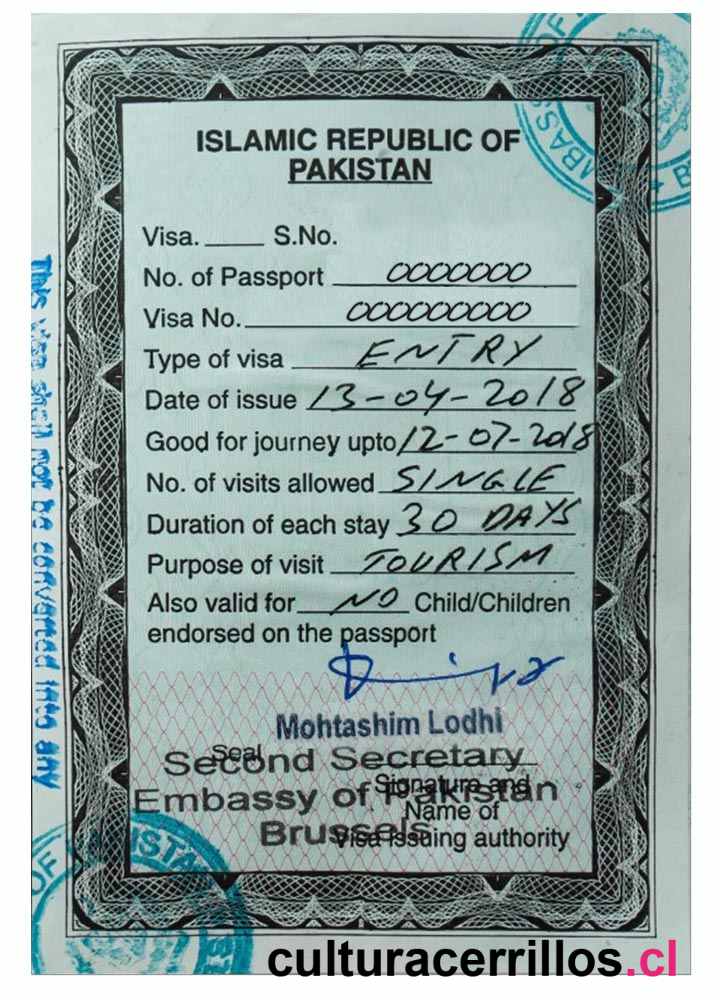 ISLAMIC REPUBLIC OF
PAKISTAN
Visa. ____ S.No.
No. of Passport 0000000
Visa No. 000000000
Type of visa ENTRY
Date of issue 13-04-2018
Good for journey upto 12-07-2018
No. of visits allowed SINGLE
Duration of each stay 30 DAYS
Purpose of visit TOURISM
Also valid for NO Child/Children
endorsed on the passport
Mohtashim Lodhi
Seal
Second Secretary
Signature and
Embassy of Pakistan
Name of
Brussels
Visa Issuing authority
This visa shall not be converted into any
MBASS
OF
ISTA
culturacerrillos.cl